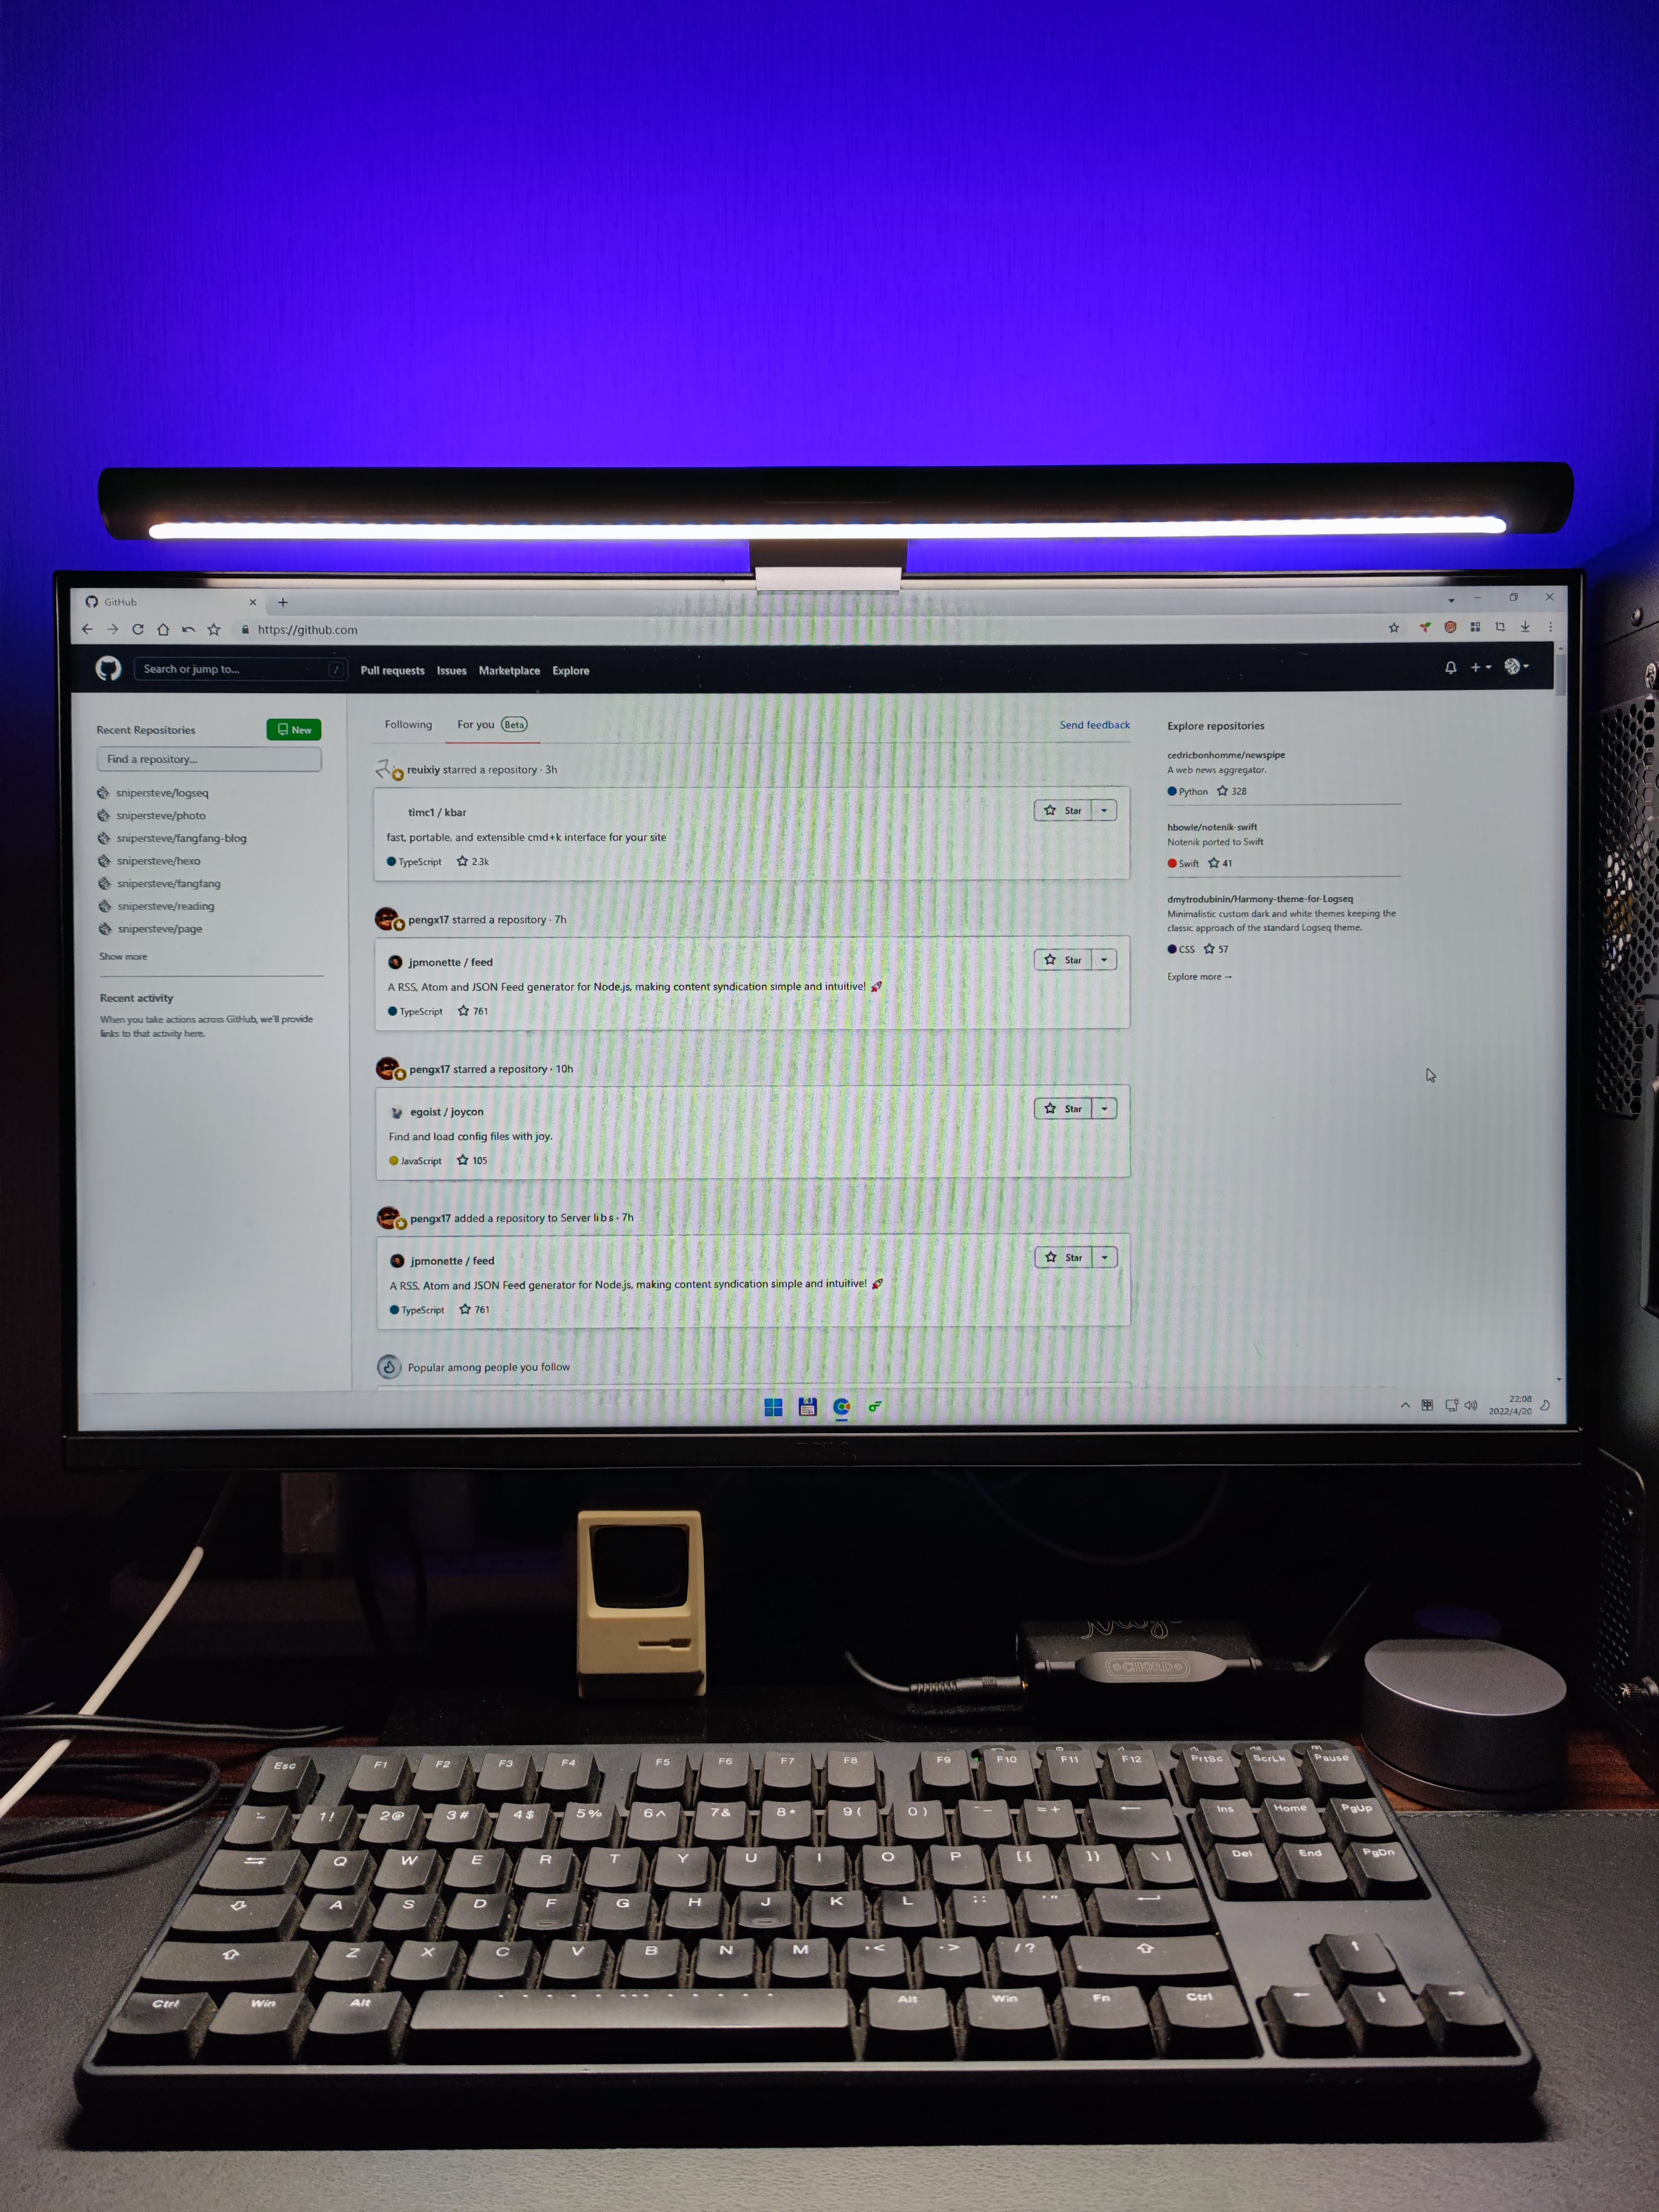 GitHub
https://github.com
Search or jump to... /
Pull requests Issues Marketplace Explore
Recent Repositories
New
Find a repository...
snipersteve/logseq
snipersteve/photo
snipersteve/fangfang-blog
snipersteve/hexo
snipersteve/fangfang
snipersteve/reading
snipersteve/page
Show more
Recent activity
When you take actions across GitHub, we'll provide
links to that activity here.
Following For you Beta
Send feedback
reuixiy starred a repository · 3h
timc1 / kbar
Star
fast, portable, and extensible cmd+k interface for your site
TypeScript 2.3k
pengx17 starred a repository · 7h
jpmonette / feed
Star
A RSS, Atom and JSON Feed generator for Node.js, making content syndication simple and intuitive! 🚀
TypeScript 761
pengx17 starred a repository · 10h
egoist / joycon
Star
Find and load config files with joy.
JavaScript 105
pengx17 added a repository to Server libs · 7h
jpmonette / feed
Star
A RSS, Atom and JSON Feed generator for Node.js, making content syndication simple and intuitive! 🚀
TypeScript 761
Popular among people you follow
Explore repositories
cedricbonhomme/newspipe
A web news aggregator.
Python 328
hbowie/notenik-swift
Notenik ported to Swift
Swift 41
dmytrodubinin/Harmony-theme-for-Logseq
Minimalistic custom dark and white themes keeping the
classic approach of the standard Logseq theme.
CSS 57
Explore more →
22:08
2022/4/20
CHORD
Esc F1 F2 F3 F4 F5 F6 F7 F8 F9 F10 F11 F12 PrtSc ScrLk Pause
~ 1! 2@ 3# 4$ 5% 6^ 7& 8* 9( 0) -_ =+ ← Ins Home PgUp
Q W E R T Y U I O P [{ ]} \| Del End PgDn
A S D F G H J K L ;: '"
Z X C V B N M ,< .> /? ↑
Ctrl Win Alt Alt Win Fn Ctrl ← ↓ →